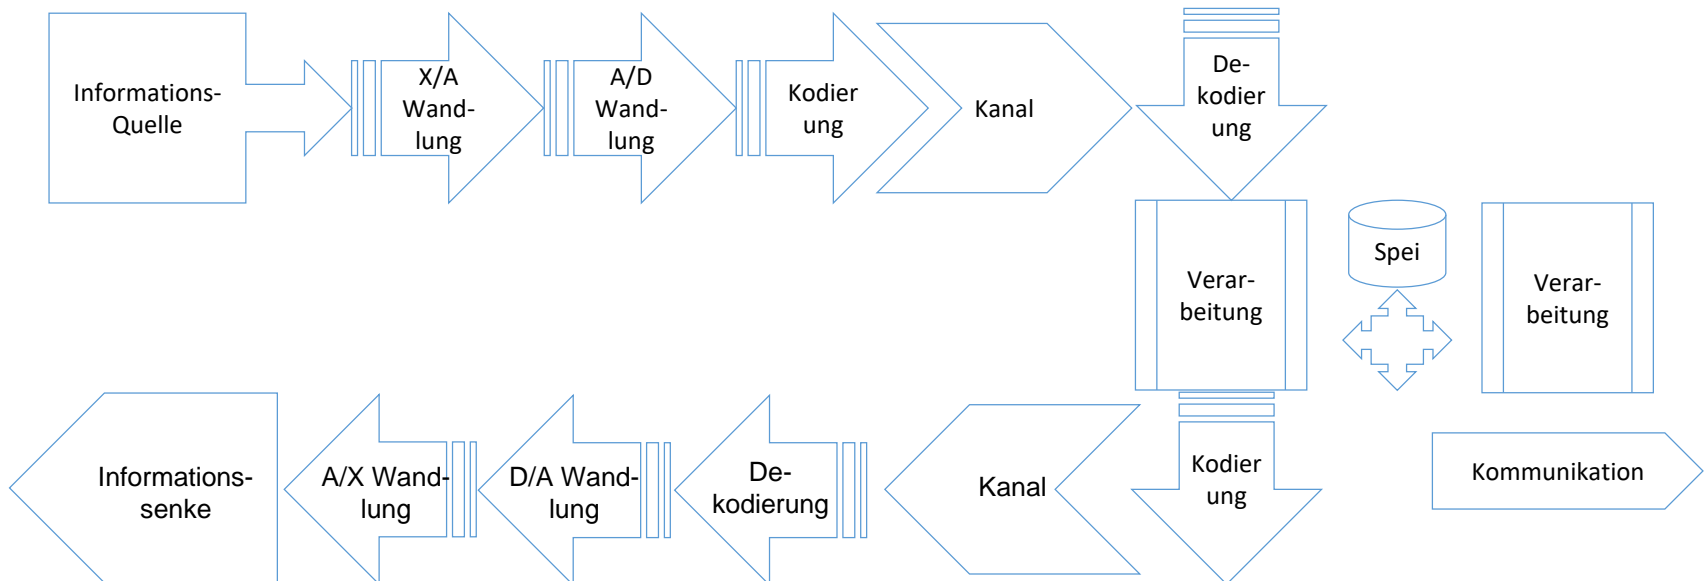 Informations-
Quelle
X/A
Wand-
lung
A/D
Wand-
lung
Kodier
ung
Kanal
De-
kodier
ung
Verar-
beitung
Spei
Verar-
beitung
Informations-
senke
A/X Wand-
lung
D/A Wand-
lung
De-
kodierung
Kanal
Kodier
ung
Kommunikation